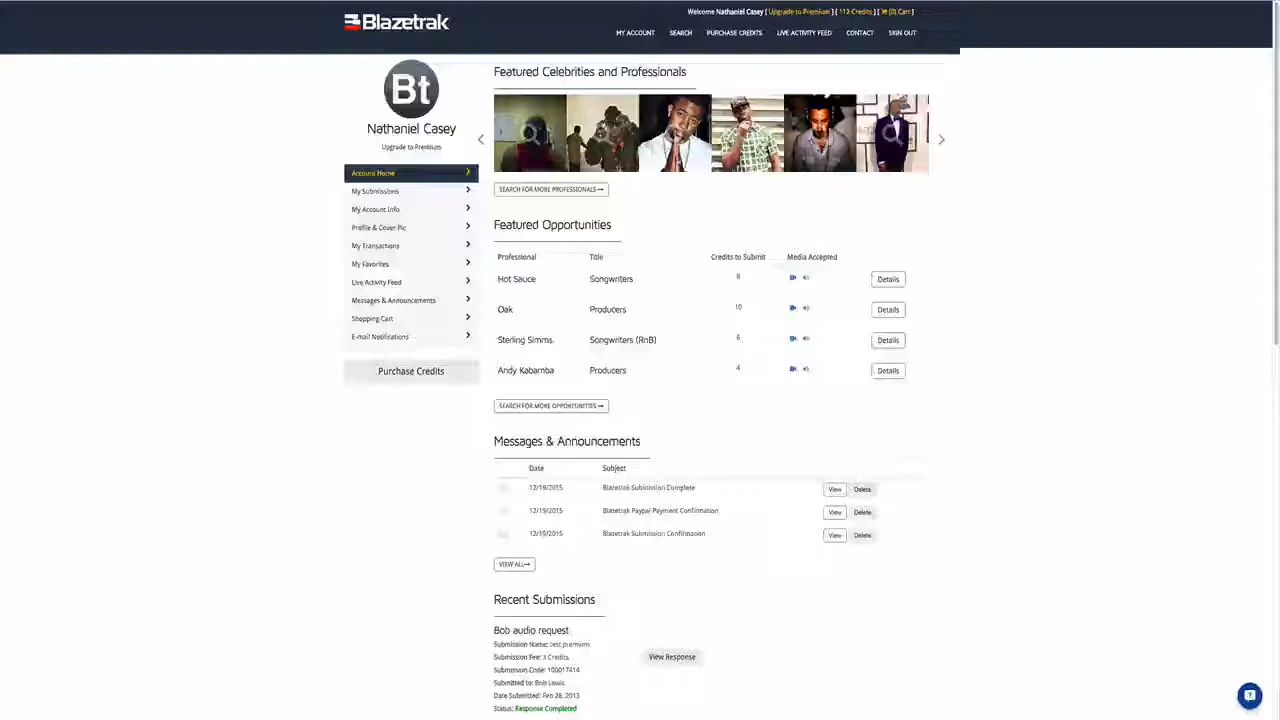 Blazetrak
Welcome Nathaniel Casey [ Upgrade to Premium ] [ 112 Credits ] [ (0) Cart ]
MY ACCOUNT SEARCH PURCHASE CREDITS LIVE ACTIVITY FEED CONTACT SIGN OUT
Bt
Nathaniel Casey
Upgrade to Premium
Account Home
My Submissions
My Account Info
Profile & Cover Pic
My Transactions
My Favorites
Live Activity Feed
Messages & Announcements
Shopping Cart
E-mail Notifications
Purchase Credits
Featured Celebrities and Professionals
SEARCH FOR MORE PROFESSIONALS
Featured Opportunities
Professional Title Credits to Submit Media Accepted
Hot Sauce Songwriters 8 Details
Oak Producers 10 Details
Sterling Simms Songwriters (RnB) 6 Details
Andy Kabamba Producers 4 Details
SEARCH FOR MORE OPPORTUNITIES
Messages & Announcements
Date Subject
12/19/2015 Blazetrak Submission Complete View Delete
12/19/2015 Blazetrak Paypal Payment Confirmation View Delete
12/19/2015 Blazetrak Submission Confirmation View Delete
VIEW ALL
Recent Submissions
Bob audio request
Submission Name: test premium
Submission Fee: Credits
Submission Code: 100017414
Submitted to: Bob Lewis
Date Submitted: Feb 28, 2013
Status: Response Completed
View Response